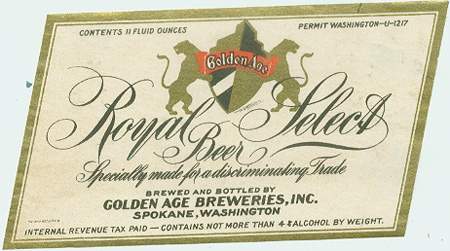 CONTENTS 11 FLUID OUNCES
PERMIT WASHINGTON-U-1217
Golden Age
Royal Select
Beer
Specially made for a discriminating Trade
BREWED AND BOTTLED BY
GOLDEN AGE BREWERIES, INC.
SPOKANE, WASHINGTON
INTERNAL REVENUE TAX PAID — CONTAINS NOT MORE THAN 4% ALCOHOL BY WEIGHT.